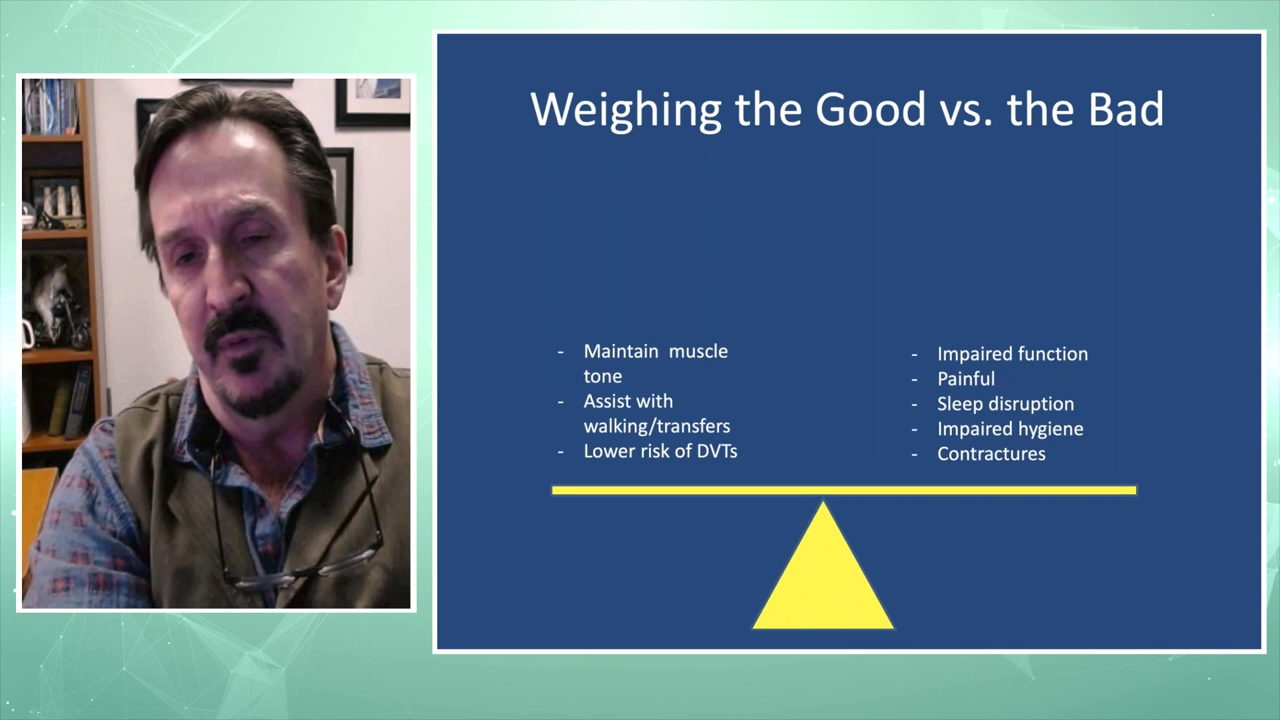 Weighing the Good vs. the Bad
- Maintain muscle
tone
- Assist with
walking/transfers
- Lower risk of DVTs
- Impaired function
- Painful
- Sleep disruption
- Impaired hygiene
- Contractures